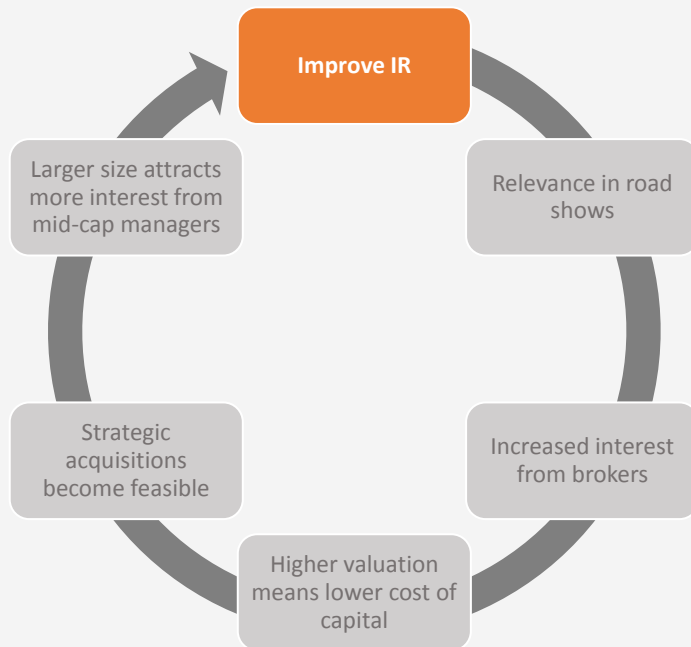 Improve IR
Relevance in road
shows
Increased interest
from brokers
Higher valuation
means lower cost of
capital
Strategic
acquisitions
become feasible
Larger size attracts
more interest from
mid-cap managers